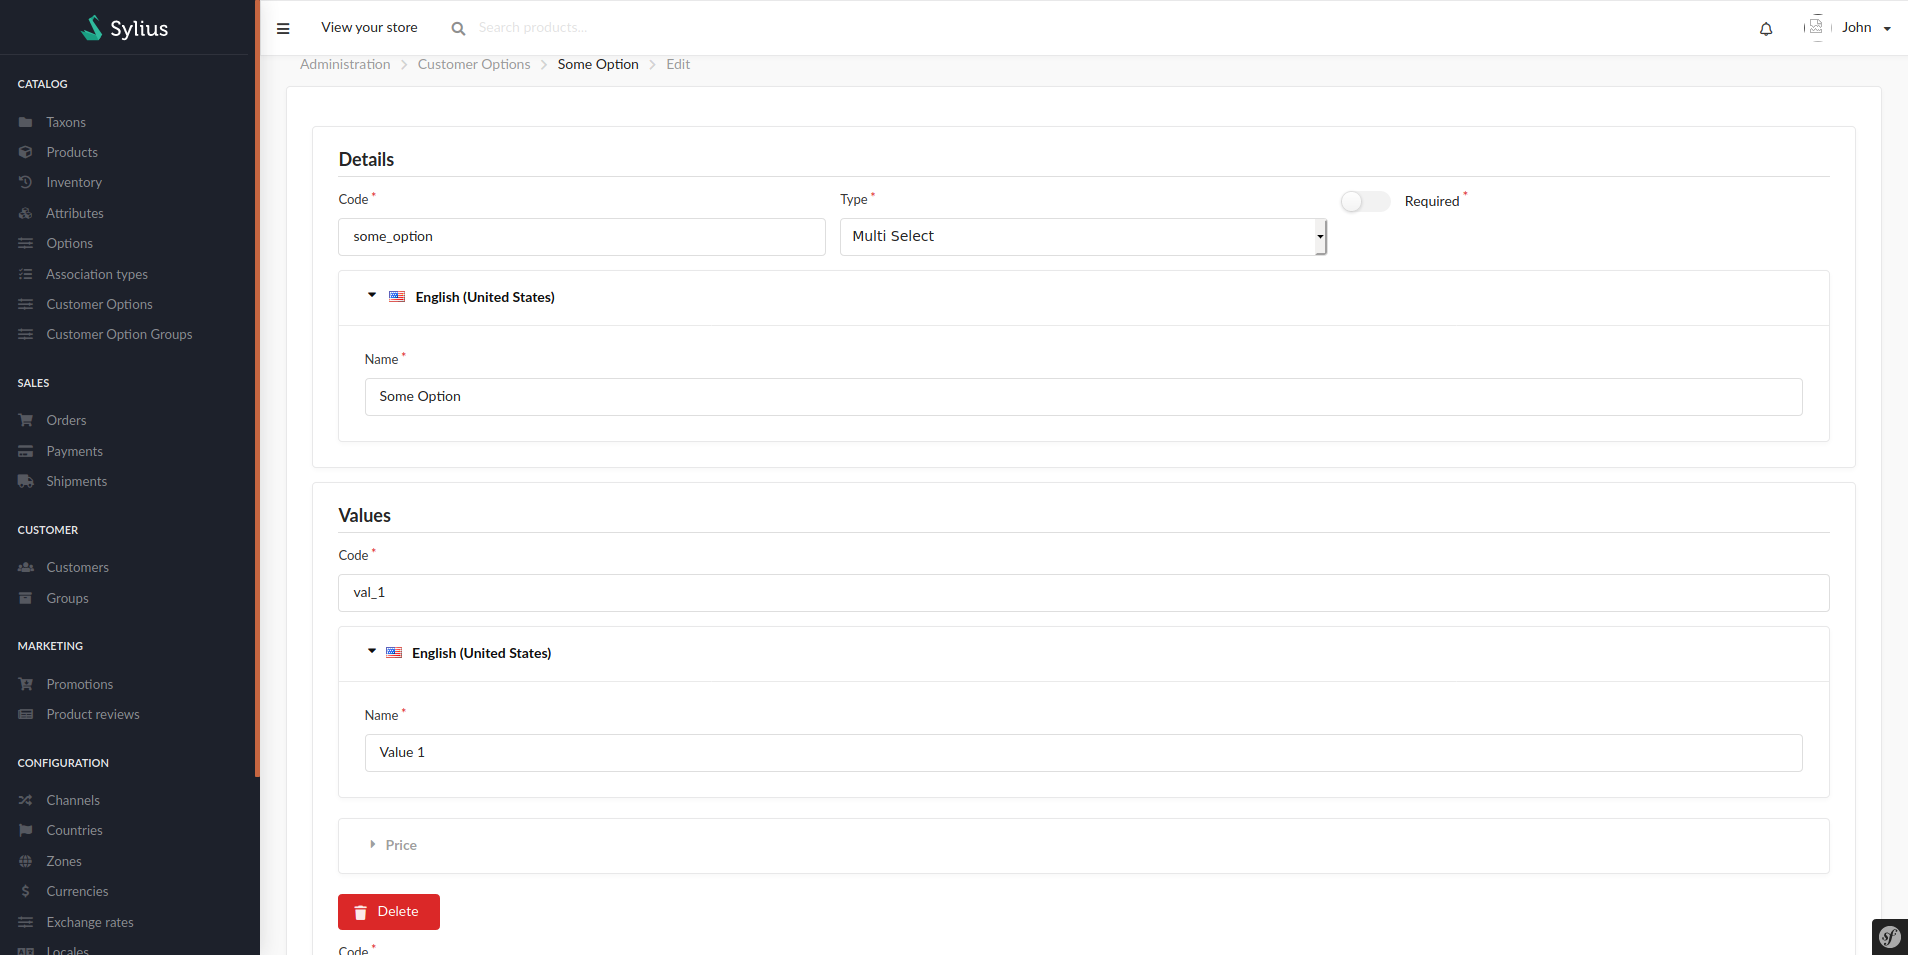 Sylius
View your store
Search products...
John
CATALOG
Taxons
Products
Inventory
Attributes
Options
Association types
Customer Options
Customer Option Groups
SALES
Orders
Payments
Shipments
CUSTOMER
Customers
Groups
MARKETING
Promotions
Product reviews
CONFIGURATION
Channels
Countries
Zones
Currencies
Exchange rates
Locales
Administration > Customer Options > Some Option > Edit
Details
Code *
some_option
Type *
Multi Select
Required *
English (United States)
Name *
Some Option
Values
Code *
val_1
English (United States)
Name *
Value 1
Price
Delete
Code *
sf